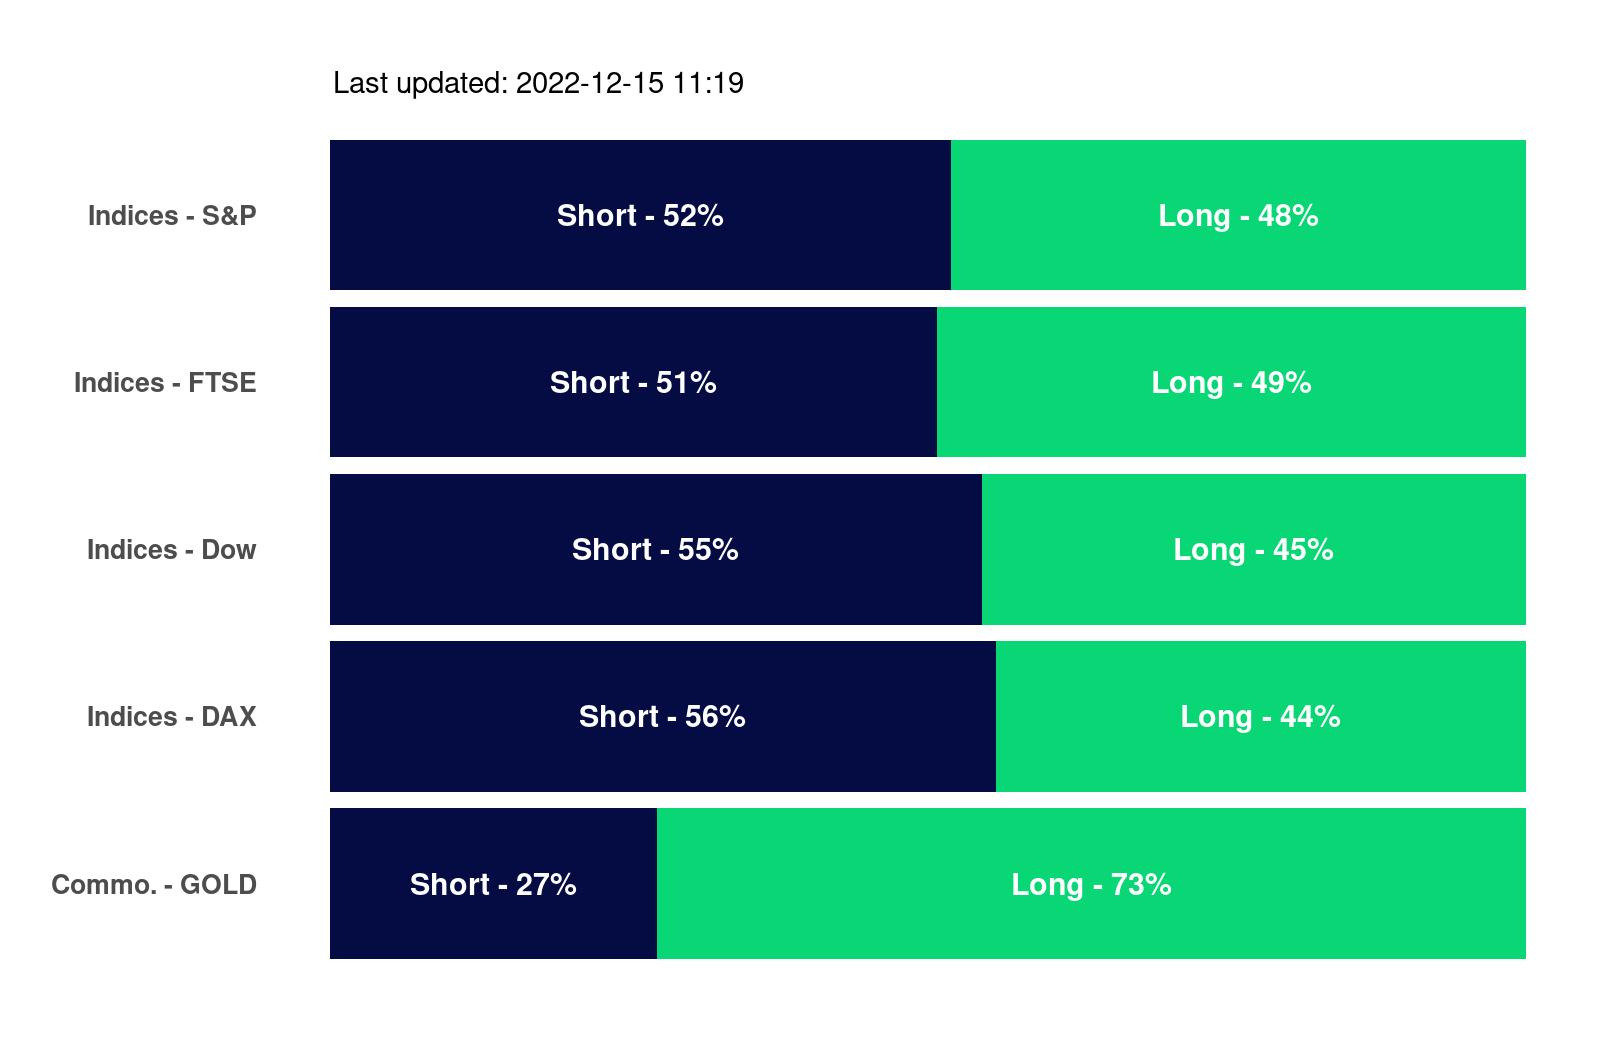 Last updated: 2022-12-15 11:19
Indices - S&P Short - 52% Long - 48%
Indices - FTSE Short - 51% Long - 49%
Indices - Dow Short - 55% Long - 45%
Indices - DAX Short - 56% Long - 44%
Commo. - GOLD Short - 27% Long - 73%